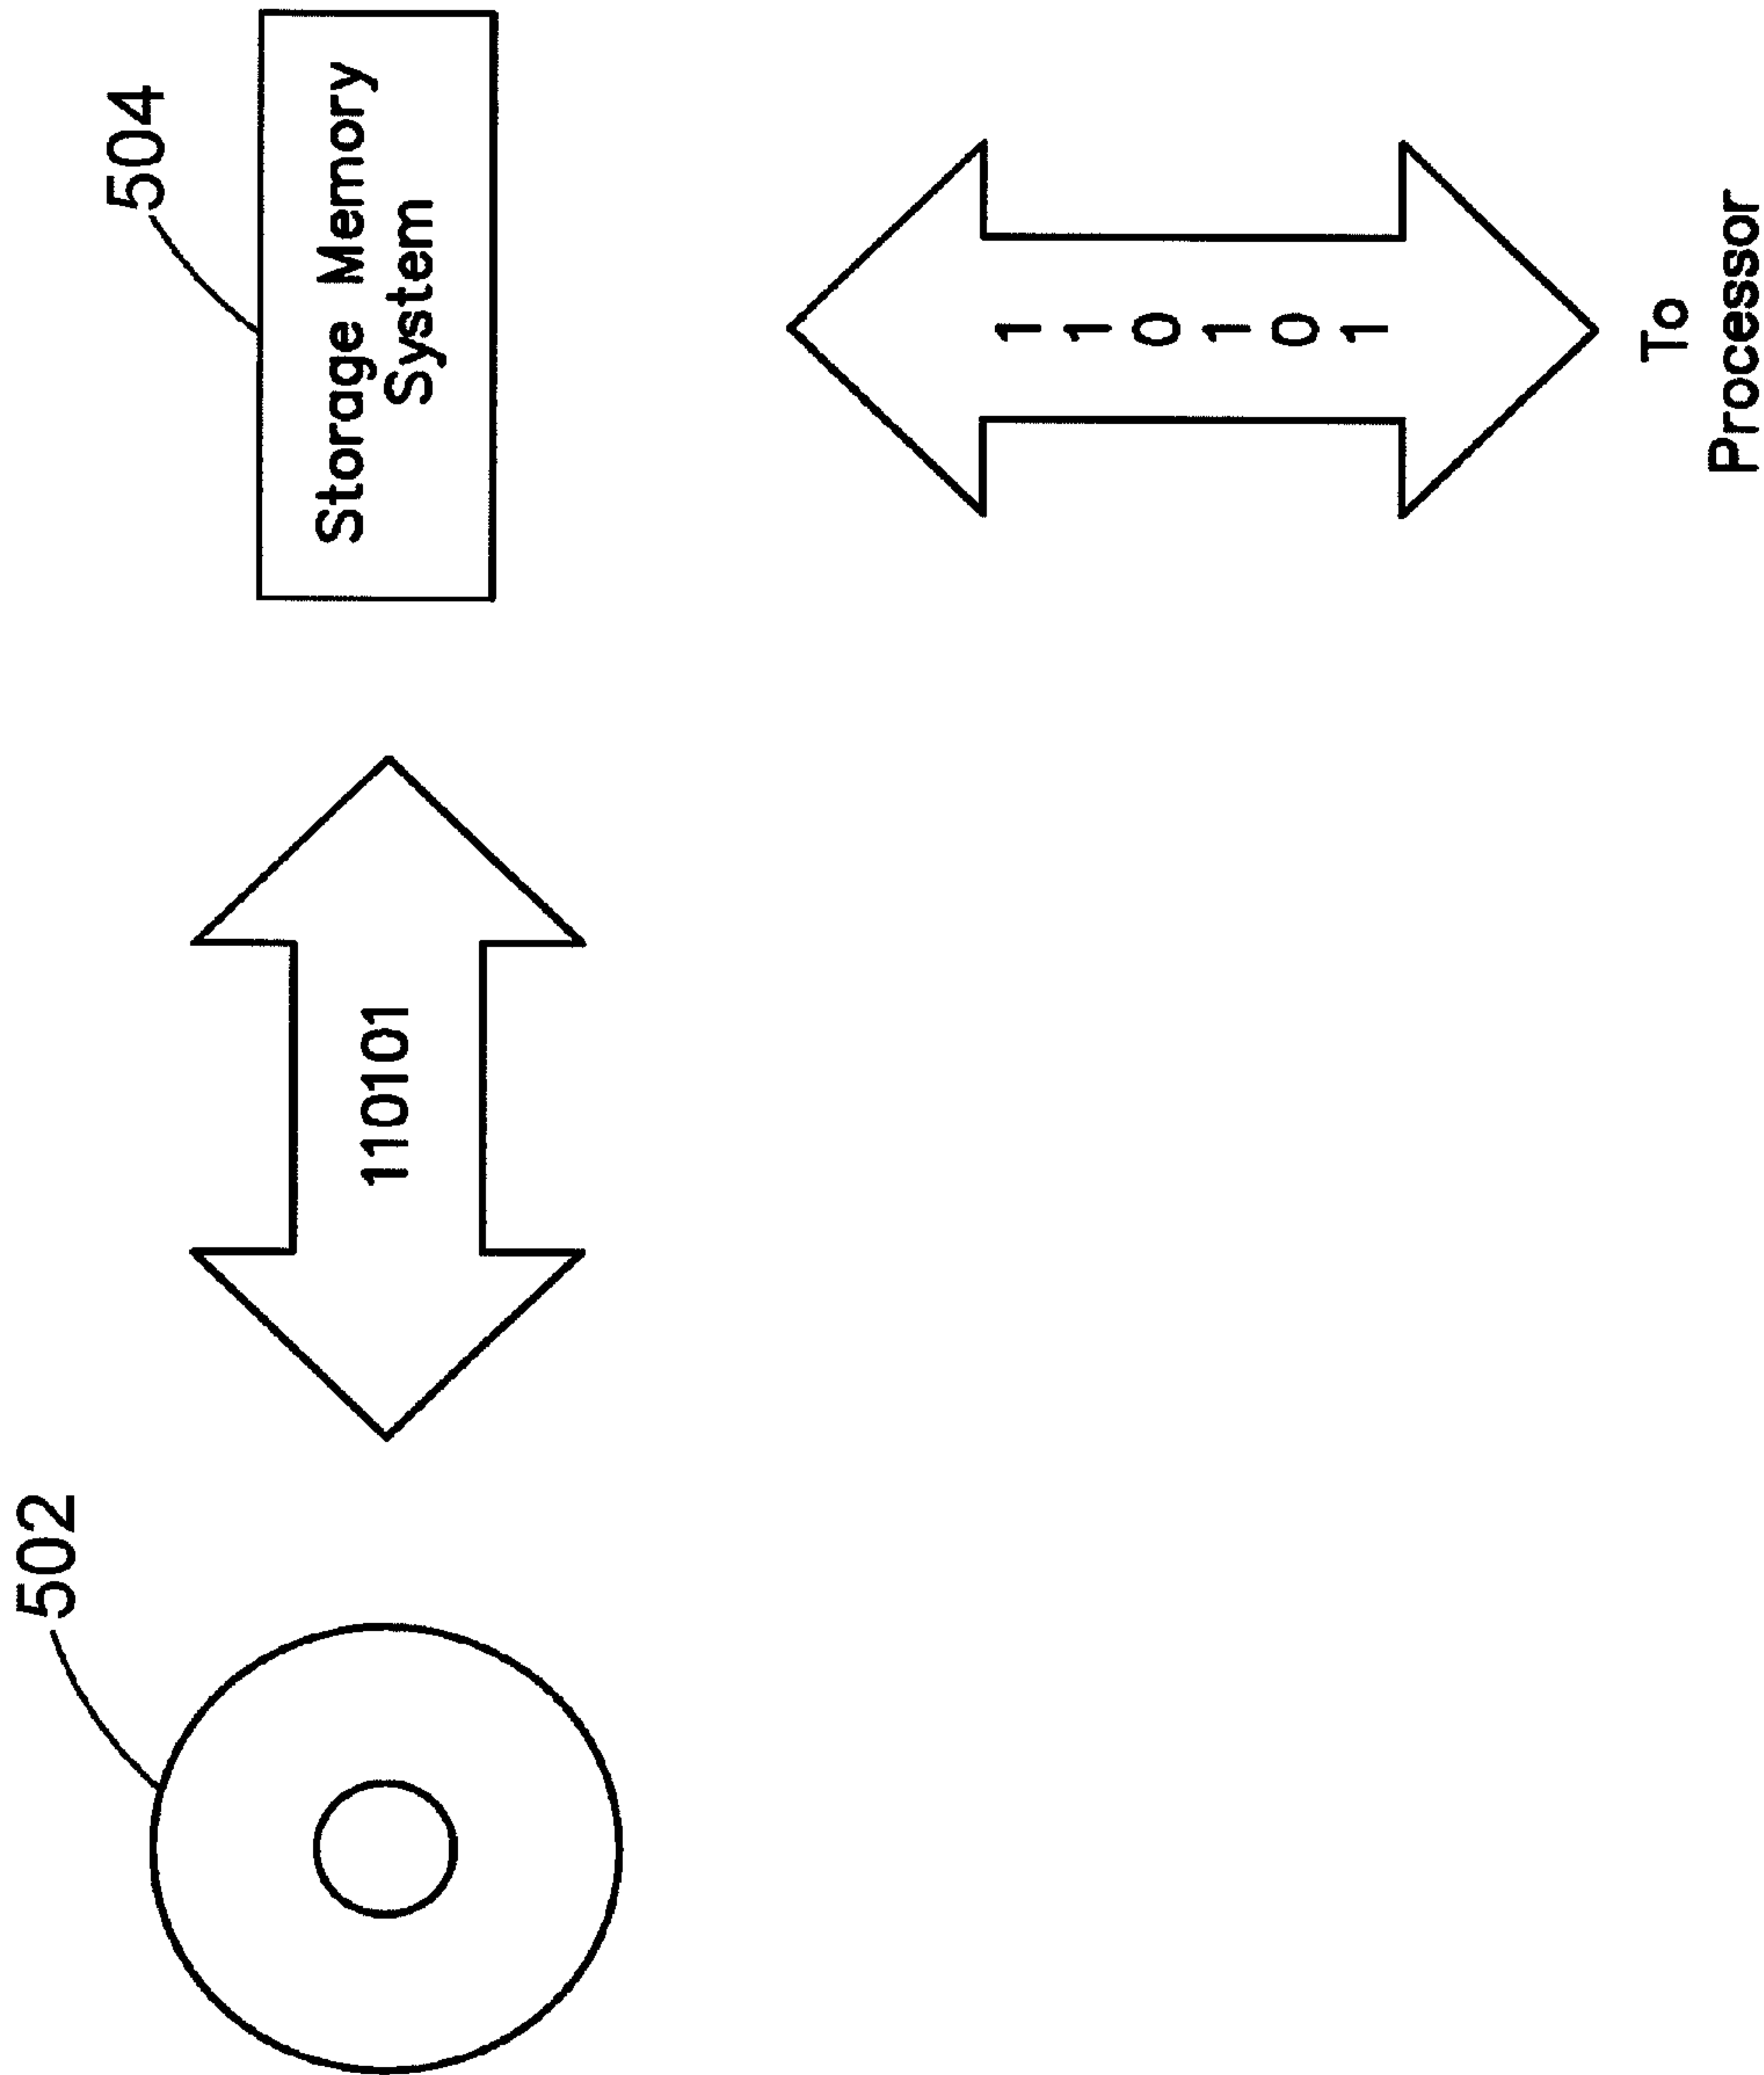 502
504
110101
Storage Memory
System
1
1
0
1
0
1
To
Processor